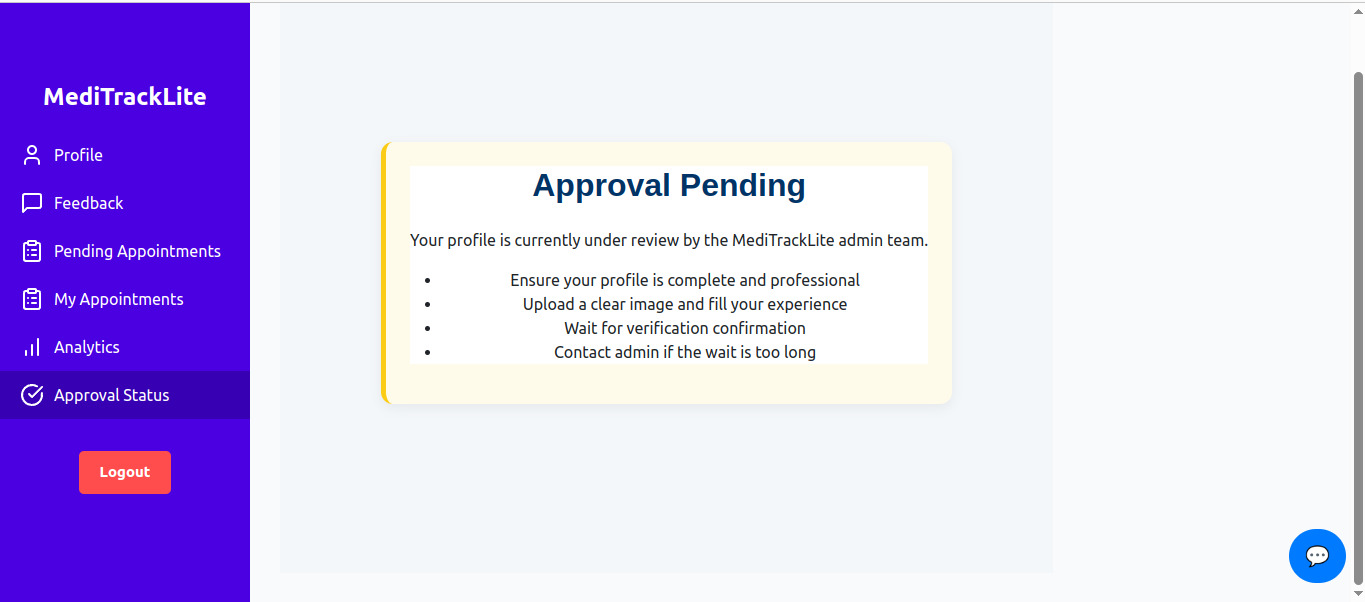 MediTrackLite
Profile
Feedback
Pending Appointments
My Appointments
Analytics
Approval Status
Logout
Approval Pending
Your profile is currently under review by the MediTrackLite admin team.
• Ensure your profile is complete and professional
• Upload a clear image and fill your experience
• Wait for verification confirmation
• Contact admin if the wait is too long